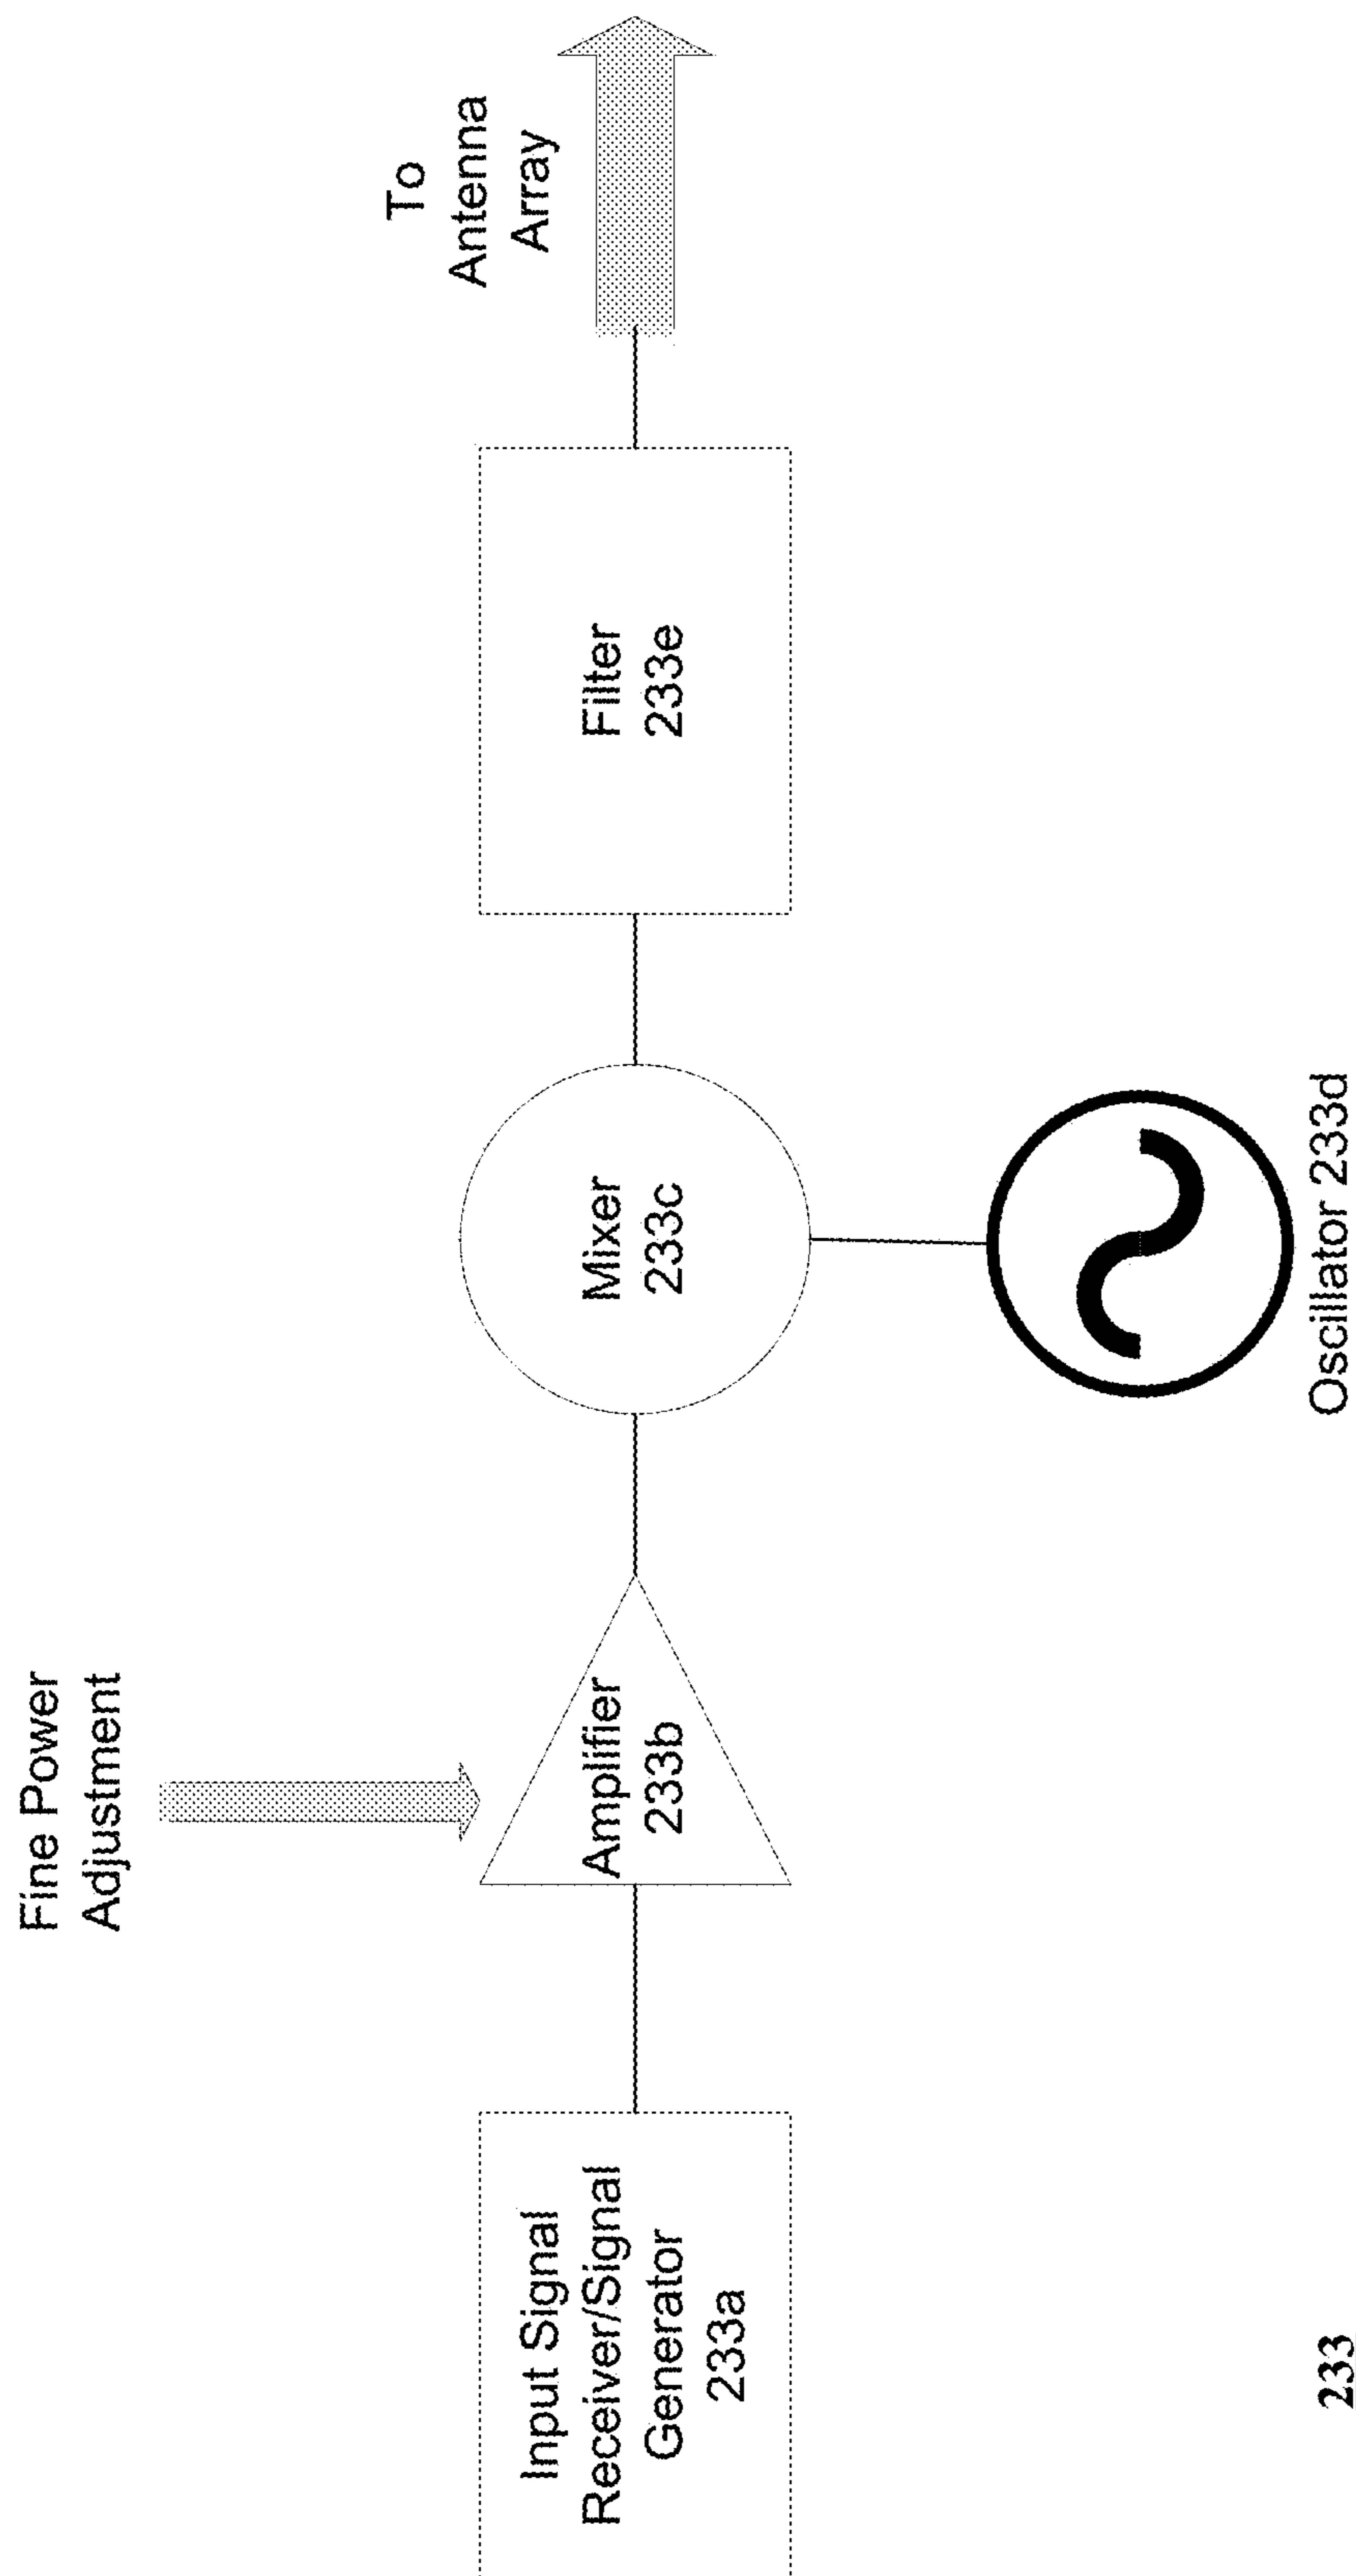 Fine Power
Adjustment
To
Antenna
Array
Input Signal
Receiver/Signal
Generator
233a
Amplifier
233b
Mixer
233c
Filter
233e
Oscillator 233d
233